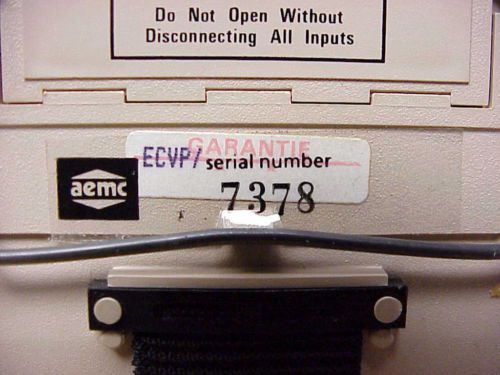 Do Not Open Without
Disconnecting All Inputs
GARANTIE
ECVP/ serial number
aemc
7378